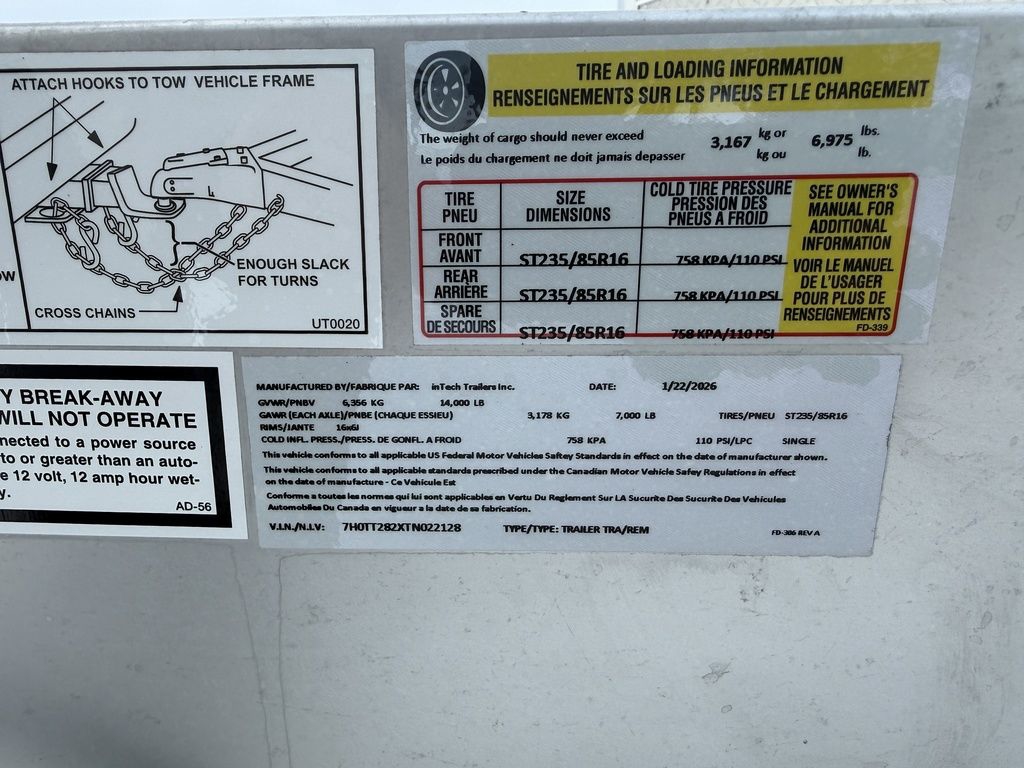 ATTACH HOOKS TO TOW VEHICLE FRAME
ENOUGH SLACK
FOR TURNS
CROSS CHAINS
UT0020
TIRE AND LOADING INFORMATION
RENSEIGNEMENTS SUR LES PNEUS ET LE CHARGEMENT
The weight of cargo should never exceed 3,167 kg or 6,975 lbs.
Le poids du chargement ne doit jamais depasser kg ou lb.
TIRE SIZE COLD TIRE PRESSURE
PNEU DIMENSIONS PRESSION DES
PNEUS A FROID
FRONT
AVANT ST235/85R16 758 KPA/110 PSI
REAR
ARRIÈRE ST235/85R16 758 KPA/110 PSI
SPARE
DE SECOURS ST235/85R16 758 KPA/110 PSI
SEE OWNER'S
MANUAL FOR
ADDITIONAL
INFORMATION
VOIR LE MANUEL
DE L'USAGER
POUR PLUS DE
RENSEIGNEMENTS
FD-339
Y BREAK-AWAY
WILL NOT OPERATE
nnected to a power source
to or greater than an auto-
e 12 volt, 12 amp hour wet-
y.
AD-56
MANUFACTURED BY/FABRIQUE PAR: inTech Trailers Inc. DATE: 1/22/2026
GVWR/PNBV 6,356 KG 14,000 LB
GAWR (EACH AXLE)/PNBE (CHAQUE ESSIEU) 3,178 KG 7,000 LB TIRES/PNEU ST235/85R16
RIMS/JANTE 16x6J
COLD INFL. PRESS./PRESS. DE GONFL. A FROID 758 KPA 110 PSI/LPC SINGLE
This vehicle conforms to all applicable US Federal Motor Vehicles Saftey Standards in effect on the date of manufacturer shown.
This vehicle conforms to all applicable standards prescribed under the Canadian Motor Vehicle Safey Regulations in effect
on the date of manufacture - Ce Vehicule Est
Conforme a toutes les normes qui lui sont applicables en Vertu Du Reglement Sur LA Sucurite Des Sucurite Des Vehicules
Automobiles Du Canada en vigueur a la date de sa fabrication.
V.I.N./N.I.V: 7H0TT282XTN022128 TYPE/TYPE: TRAILER TRA/REM FD-306 REV A